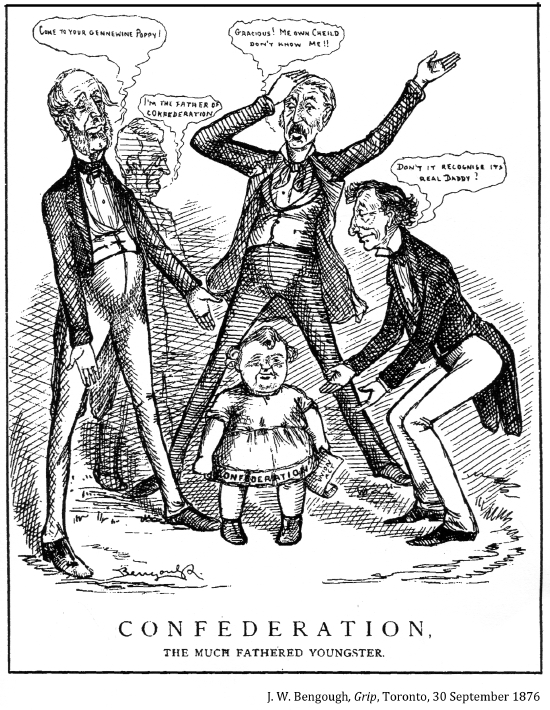 COME TO YOUR GENNEWINE POPPY!
I'M THE FATHER OF
CONFEDERATION
GRACIOUS! ME OWN CHEILD
DON'T KNOW ME!!
DON'T IT RECOGNISE ITS
REAL DADDY?
CONFEDERATION
Bengough
CONFEDERATION,
THE MUCH FATHERED YOUNGSTER.
J. W. Bengough, Grip, Toronto, 30 September 1876